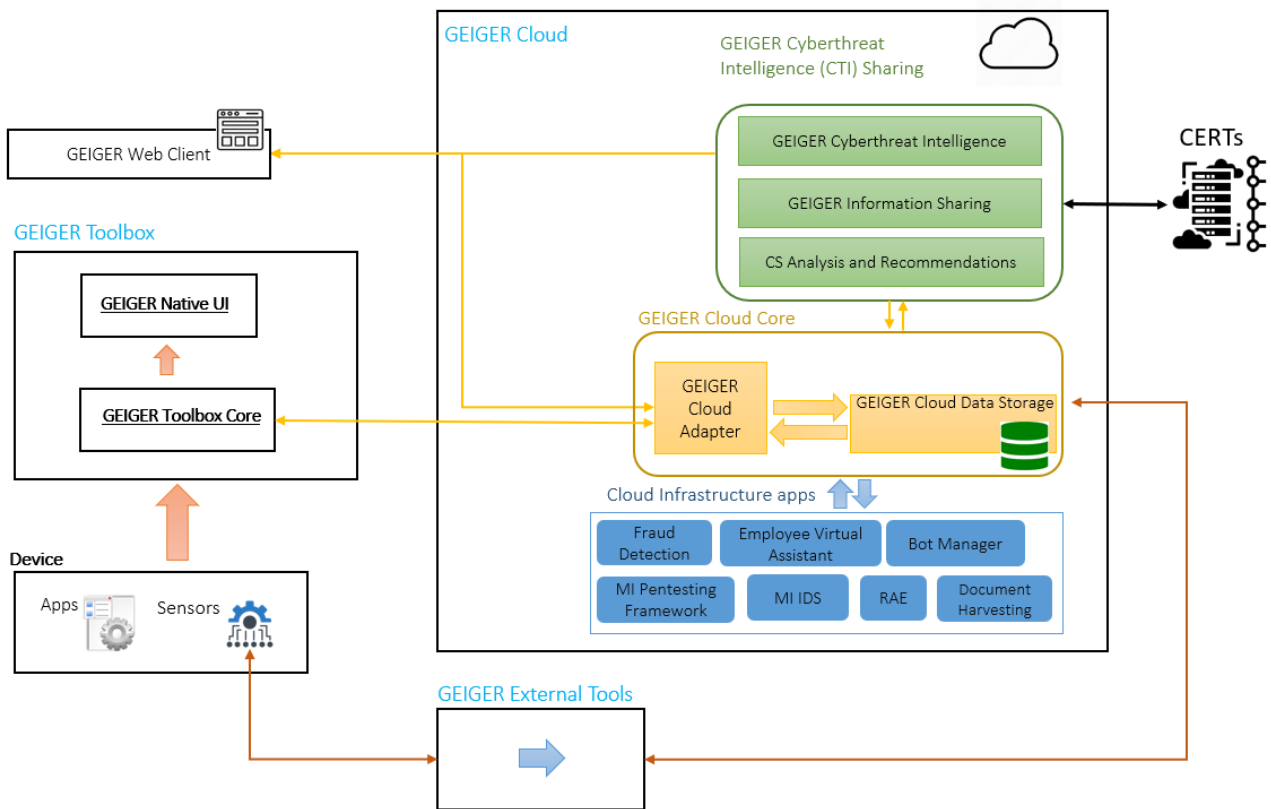 GEIGER Cloud
GEIGER Cyberthreat
Intelligence (CTI) Sharing
GEIGER Web Client
GEIGER Cyberthreat Intelligence
GEIGER Information Sharing
CS Analysis and Recommendations
CERTs
GEIGER Toolbox
GEIGER Native UI
GEIGER Toolbox Core
GEIGER Cloud Core
GEIGER
Cloud
Adapter
GEIGER Cloud Data Storage
Cloud Infrastructure apps
Fraud
Detection
Employee Virtual
Assistant
Bot Manager
MI Pentesting
Framework
MI IDS
RAE
Document
Harvesting
Device
Apps
Sensors
GEIGER External Tools